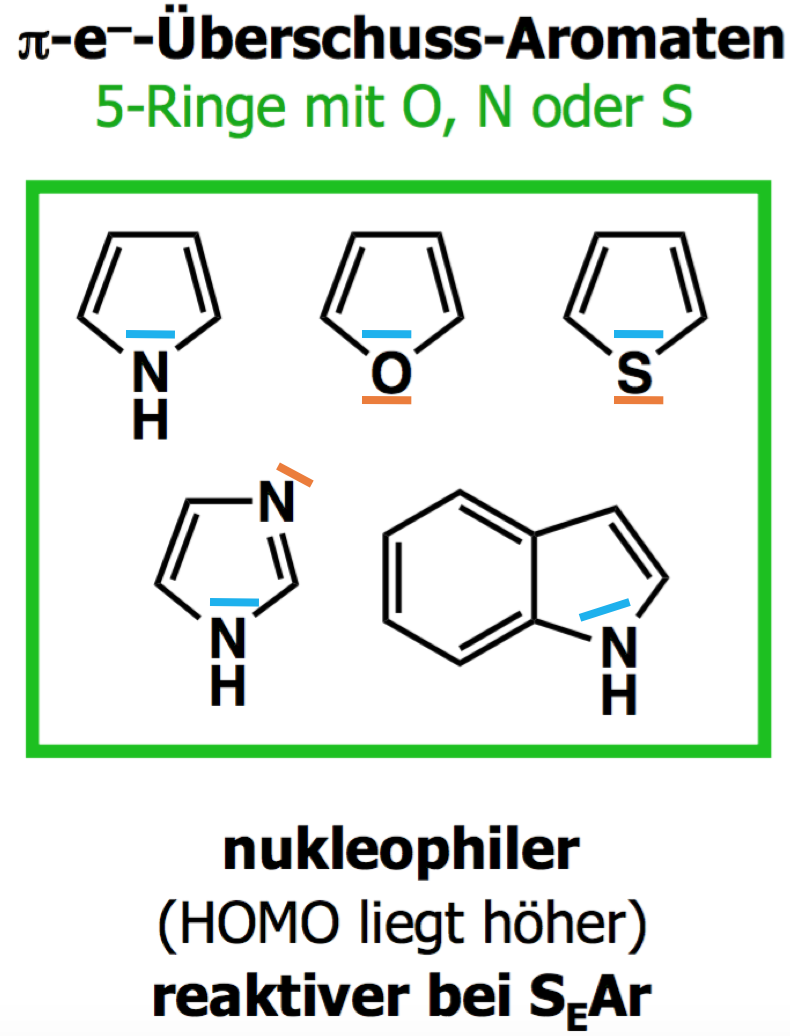 π-e⁻-Überschuss-Aromaten
5-Ringe mit O, N oder S
N
H
O
S
N
N
H
N
H
nukleophiler
(HOMO liegt höher)
reaktiver bei SEAr